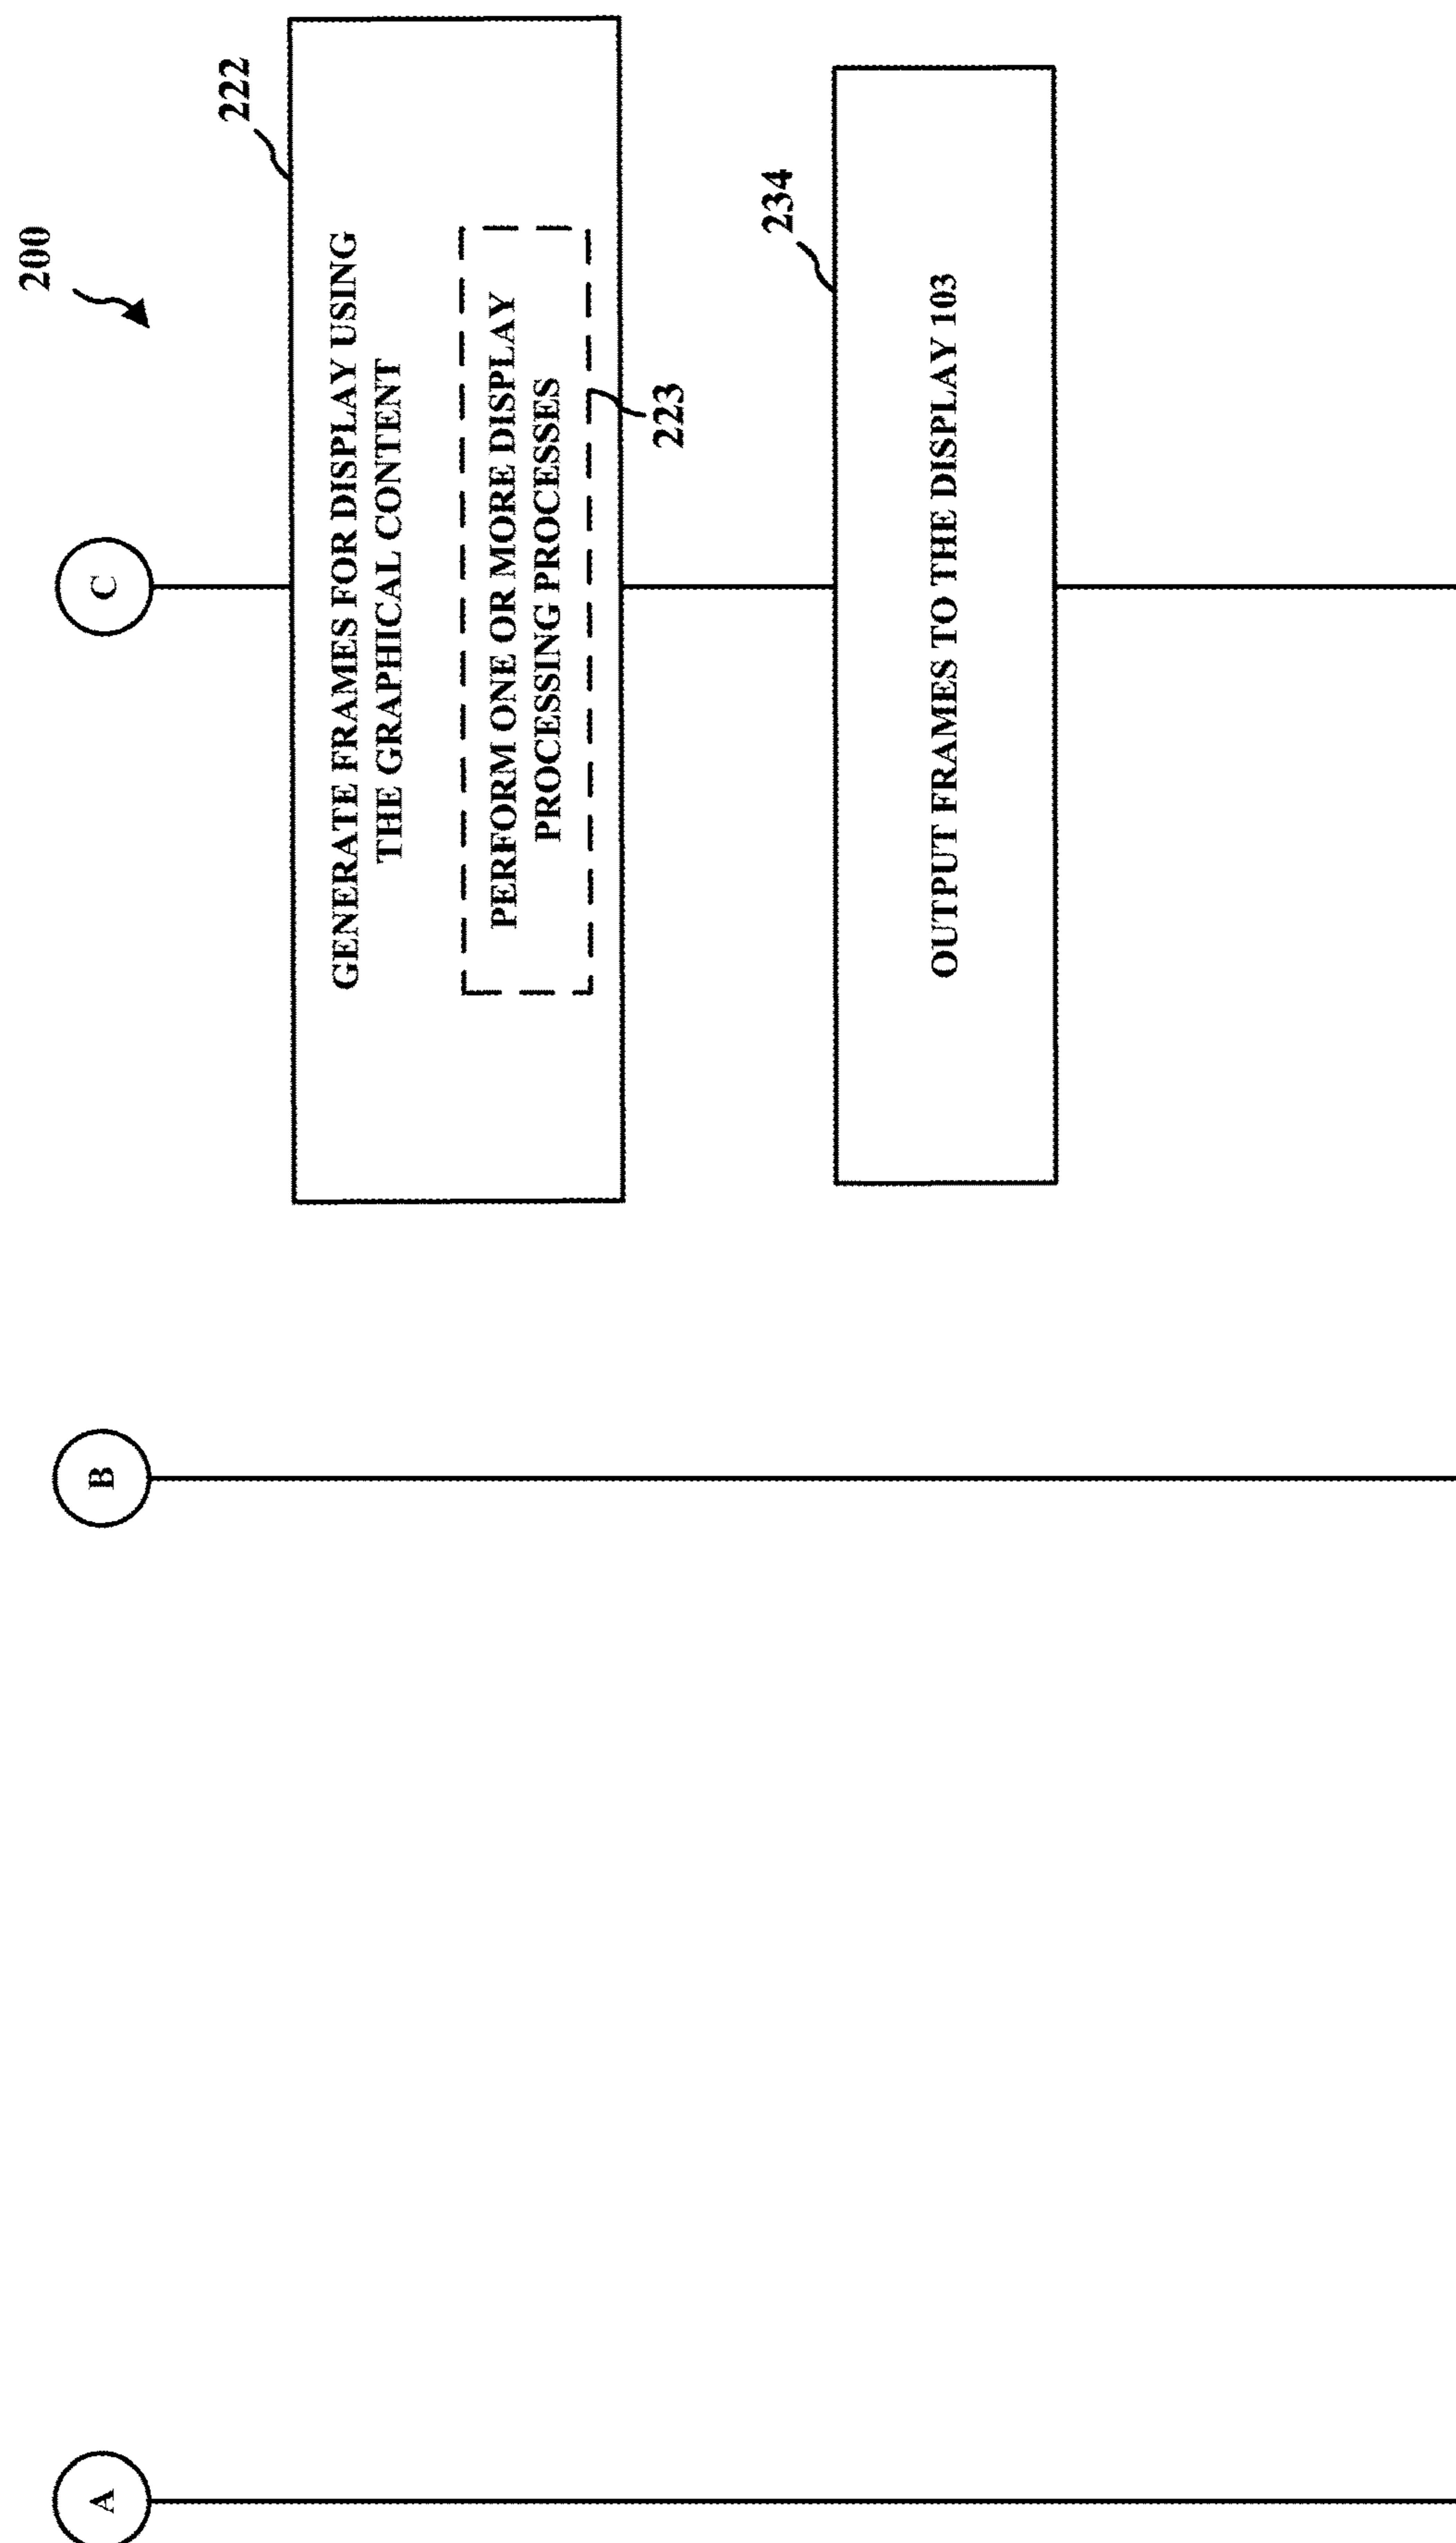 200
A
B
C
222
GENERATE FRAMES FOR DISPLAY USING
THE GRAPHICAL CONTENT
PERFORM ONE OR MORE DISPLAY
PROCESSING PROCESSES
223
234
OUTPUT FRAMES TO THE DISPLAY 103